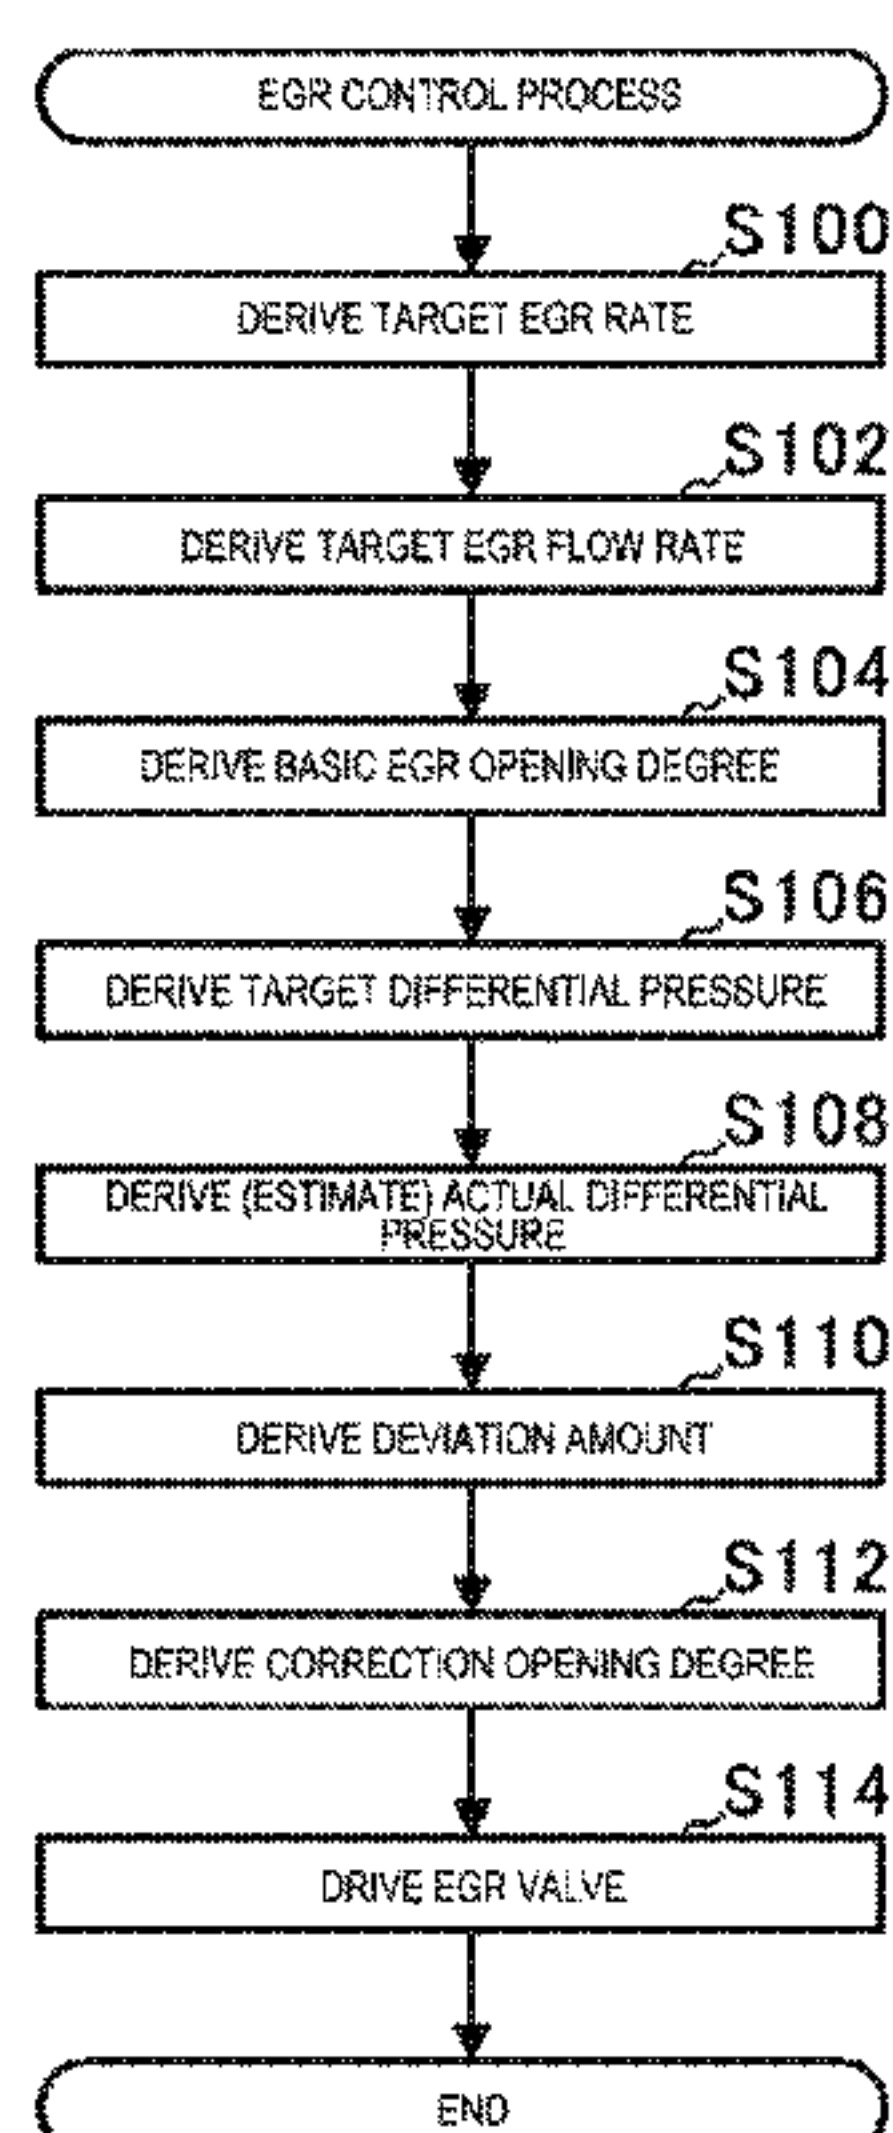 EGR CONTROL PROCESS
S100
DERIVE TARGET EGR RATE
S102
DERIVE TARGET EGR FLOW RATE
S104
DERIVE BASIC EGR OPENING DEGREE
S106
DERIVE TARGET DIFFERENTIAL PRESSURE
S108
DERIVE (ESTIMATE) ACTUAL DIFFERENTIAL
PRESSURE
S110
DERIVE DEVIATION AMOUNT
S112
DERIVE CORRECTION OPENING DEGREE
S114
DRIVE EGR VALVE
END